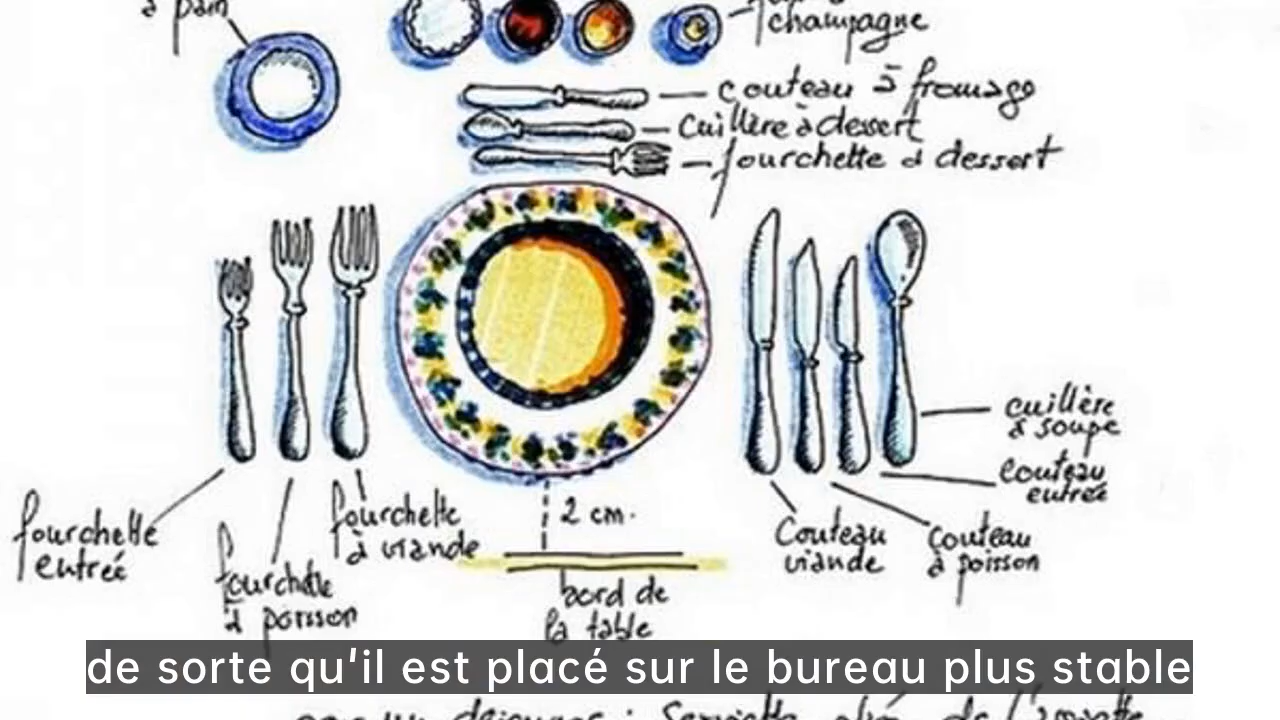 à pain
champagne
couteau à fromage
cuillère à dessert
fourchette à dessert
cuillère
à soupe
couteau
entrée
2 cm.
fourchette
à viande
fourchette
entreé
Couteau
viande
couteau
à poisson
fourchette
à poisson
bord de
la table
de sorte qu'il est placé sur le bureau plus stable